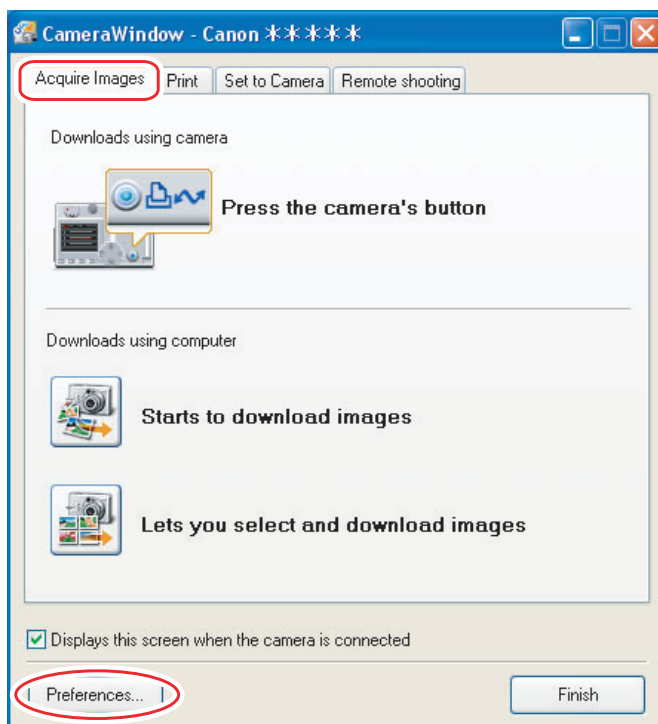 CameraWindow - Canon *****
Acquire Images Print Set to Camera Remote shooting
Downloads using camera
Press the camera's button
Downloads using computer
Starts to download images
Lets you select and download images
Displays this screen when the camera is connected
Preferences... Finish